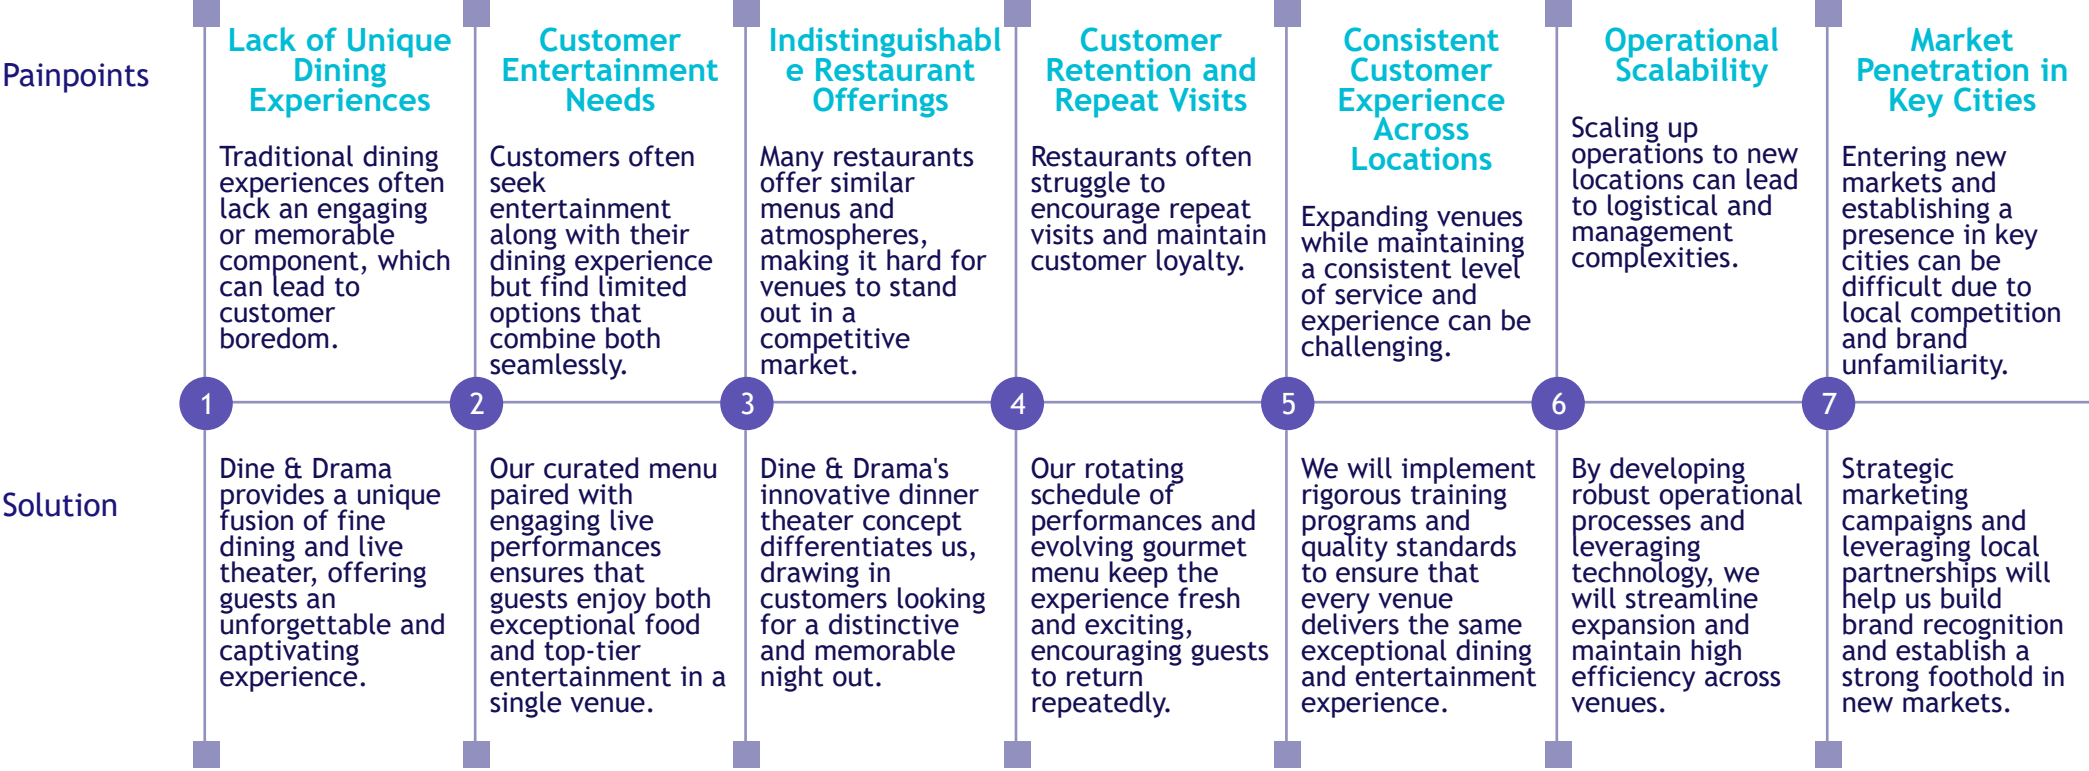 Painpoints
Lack of Unique
Dining
Experiences
Traditional dining
experiences often
lack an engaging
or memorable
component, which
can lead to
customer
boredom.
Customer
Entertainment
Needs
Customers often
seek
entertainment
along with their
dining experience
but find limited
options that
combine both
seamlessly.
Indistinguishabl
e Restaurant
Offerings
Many restaurants
offer similar
menus and
atmospheres,
making it hard for
venues to stand
out in a
competitive
market.
Customer
Retention and
Repeat Visits
Restaurants often
struggle to
encourage repeat
visits and maintain
customer loyalty.
Consistent
Customer
Experience
Across
Locations
Expanding venues
while maintaining
a consistent level
of service and
experience can be
challenging.
Operational
Scalability
Scaling up
operations to new
locations can lead
to logistical and
management
complexities.
Market
Penetration in
Key Cities
Entering new
markets and
establishing a
presence in key
cities can be
difficult due to
local competition
and brand
unfamiliarity.
1
2
3
4
5
6
7
Solution
Dine & Drama
provides a unique
fusion of fine
dining and live
theater, offering
guests an
unforgettable and
captivating
experience.
Our curated menu
paired with
engaging live
performances
ensures that
guests enjoy both
exceptional food
and top-tier
entertainment in a
single venue.
Dine & Drama's
innovative dinner
theater concept
differentiates us,
drawing in
customers looking
for a distinctive
and memorable
night out.
Our rotating
schedule of
performances and
evolving gourmet
menu keep the
experience fresh
and exciting,
encouraging guests
to return
repeatedly.
We will implement
rigorous training
programs and
quality standards
to ensure that
every venue
delivers the same
exceptional dining
and entertainment
experience.
By developing
robust operational
processes and
leveraging
technology, we
will streamline
expansion and
maintain high
efficiency across
venues.
Strategic
marketing
campaigns and
leveraging local
partnerships will
help us build
brand recognition
and establish a
strong foothold in
new markets.